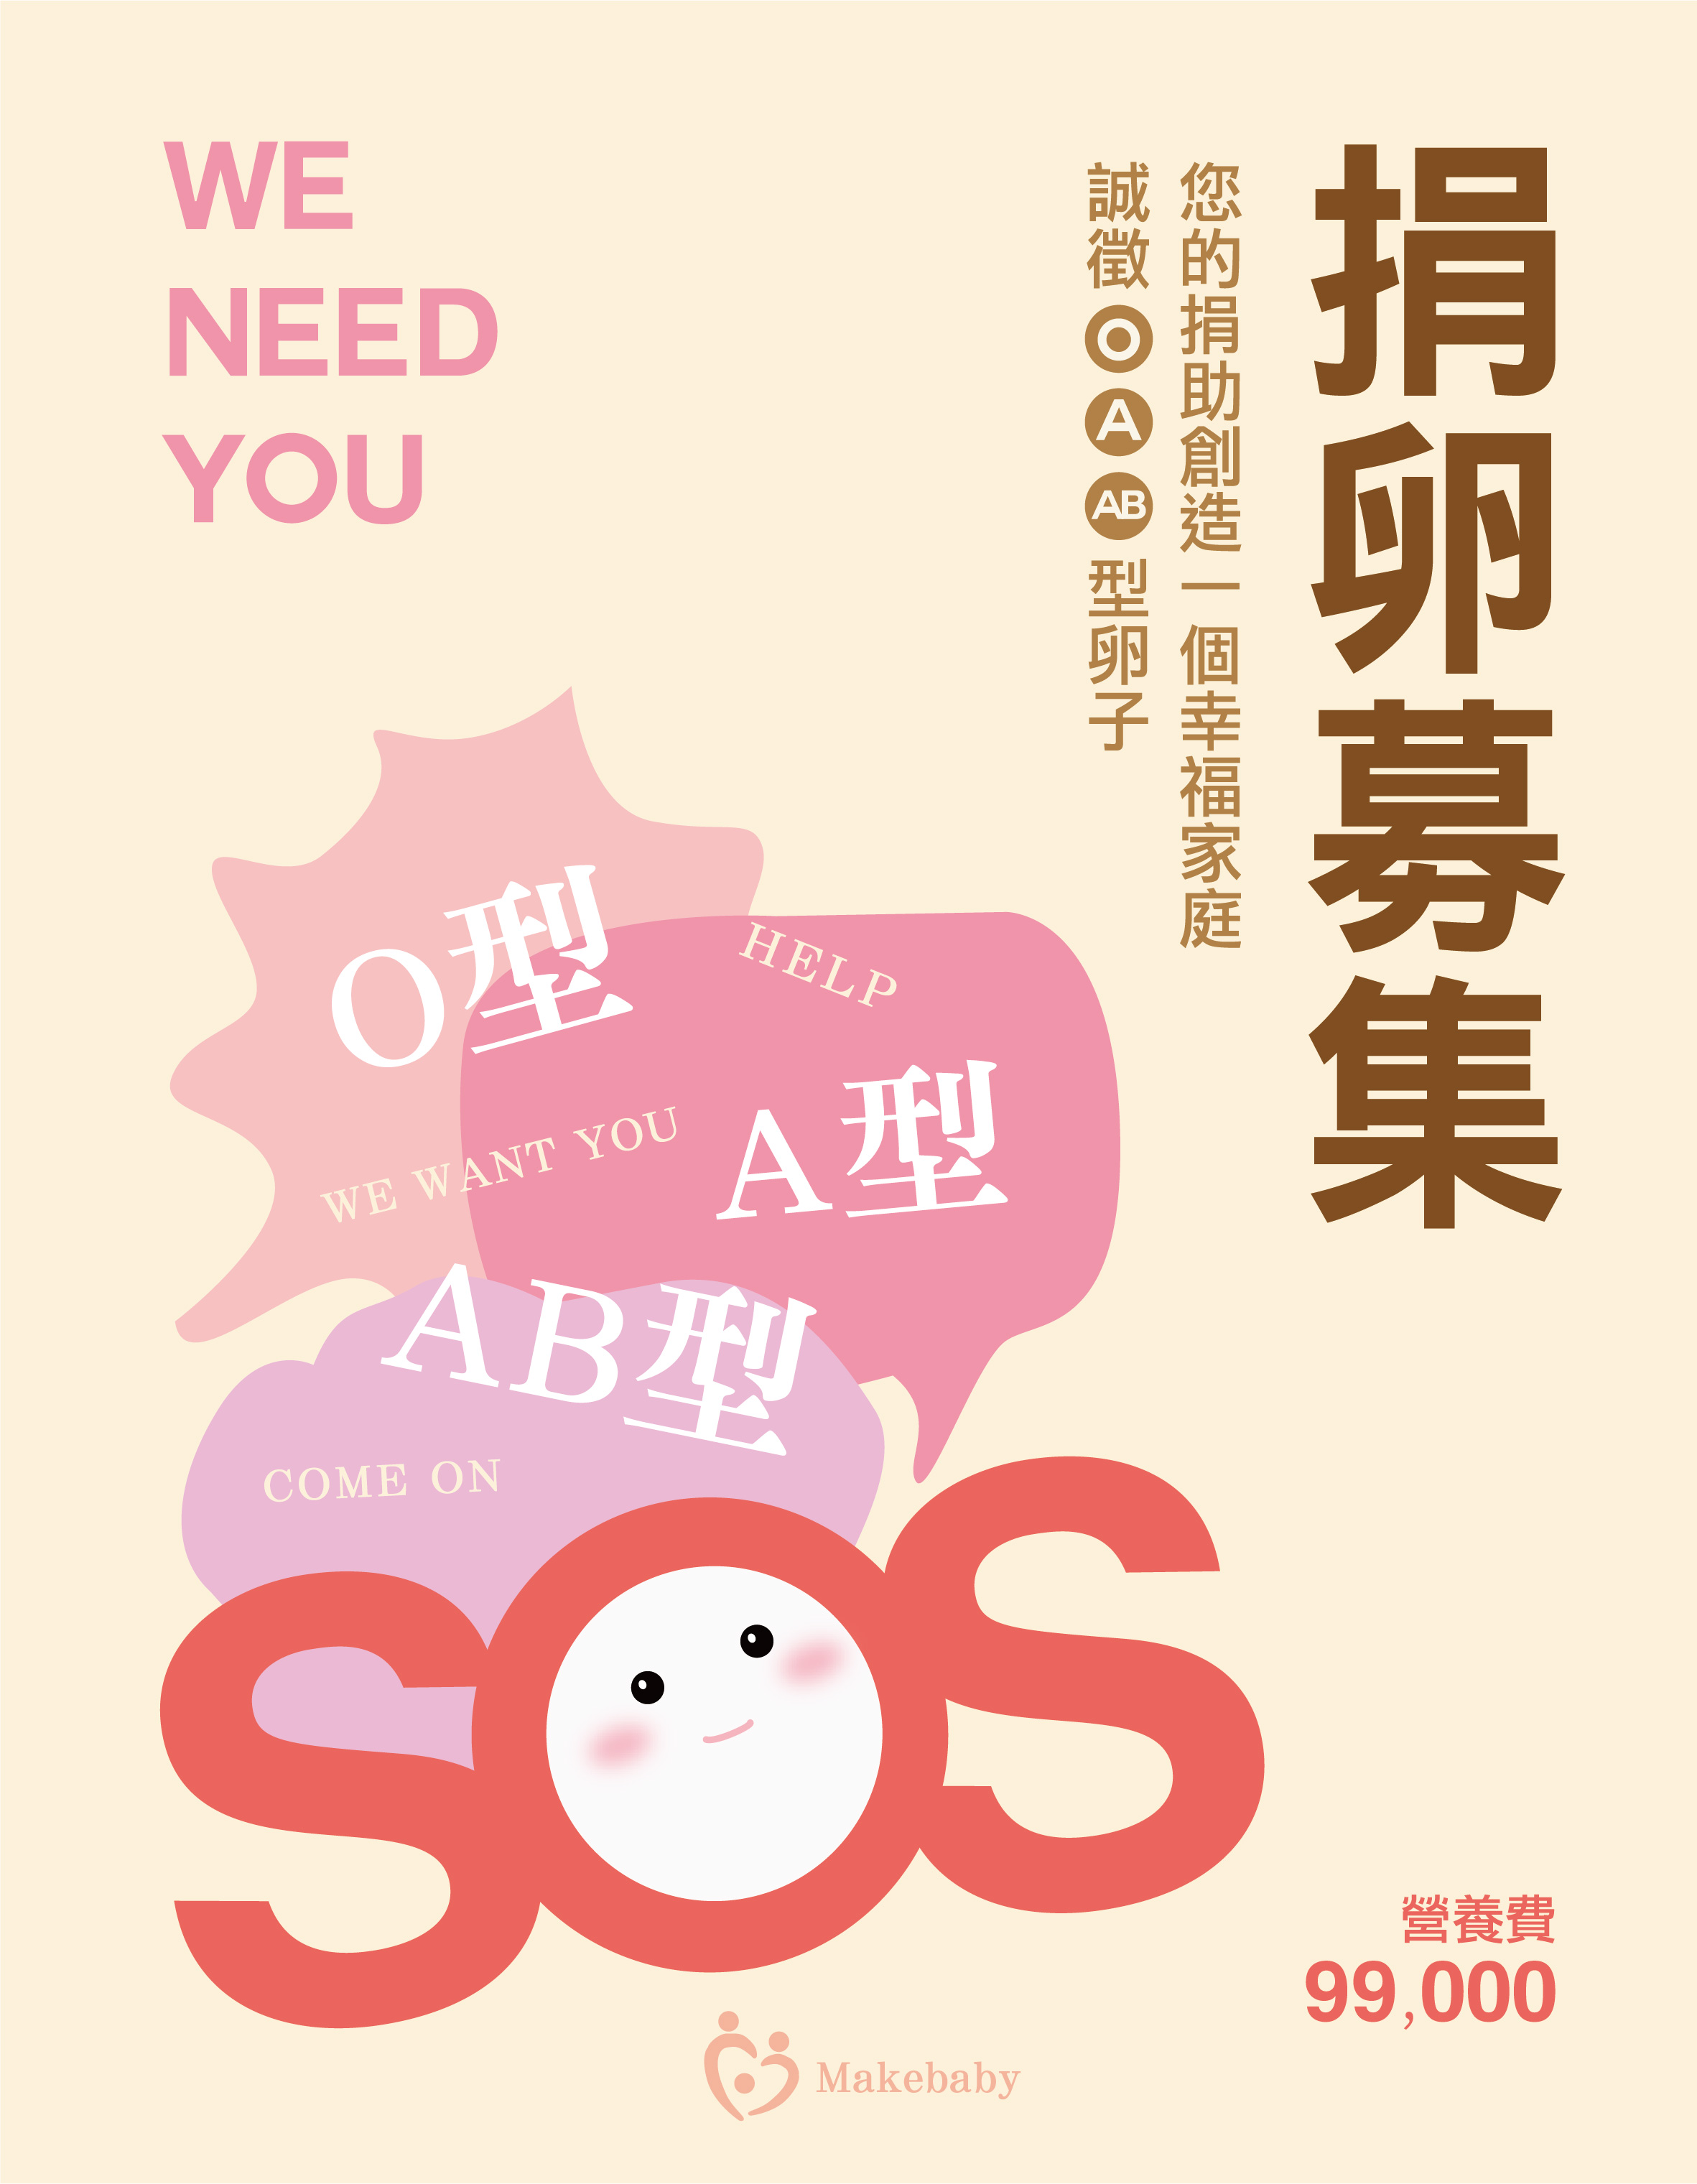 WE
NEED
YOU
捐卵募集
您的捐助創造一個幸福家庭
誠徵 O A AB 型卵子
O型
HELP
A型
WE WANT YOU
AB型
COME ON
SOS
營養費
99,000
Makebaby